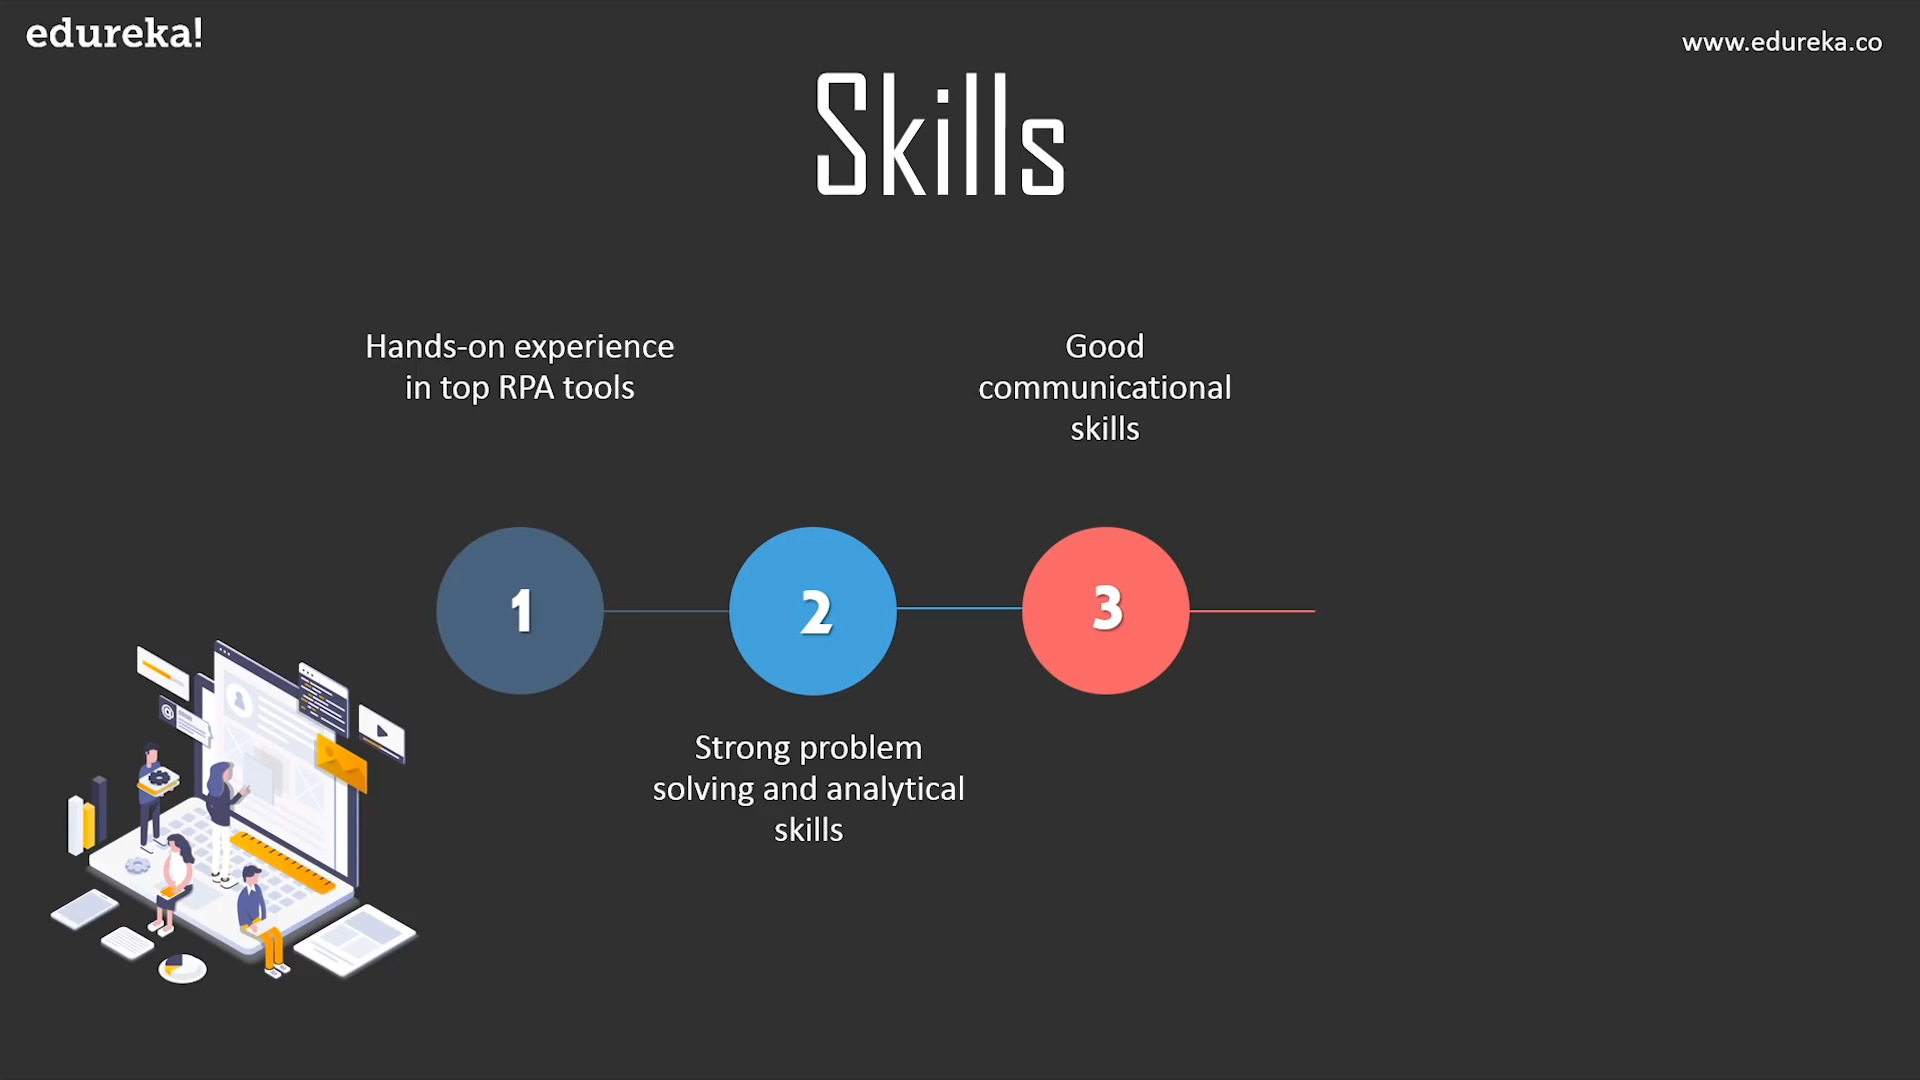 edureka!
www.edureka.co
Skills
Hands-on experience
in top RPA tools
Good
communicational
skills
1
2
3
Strong problem
solving and analytical
skills